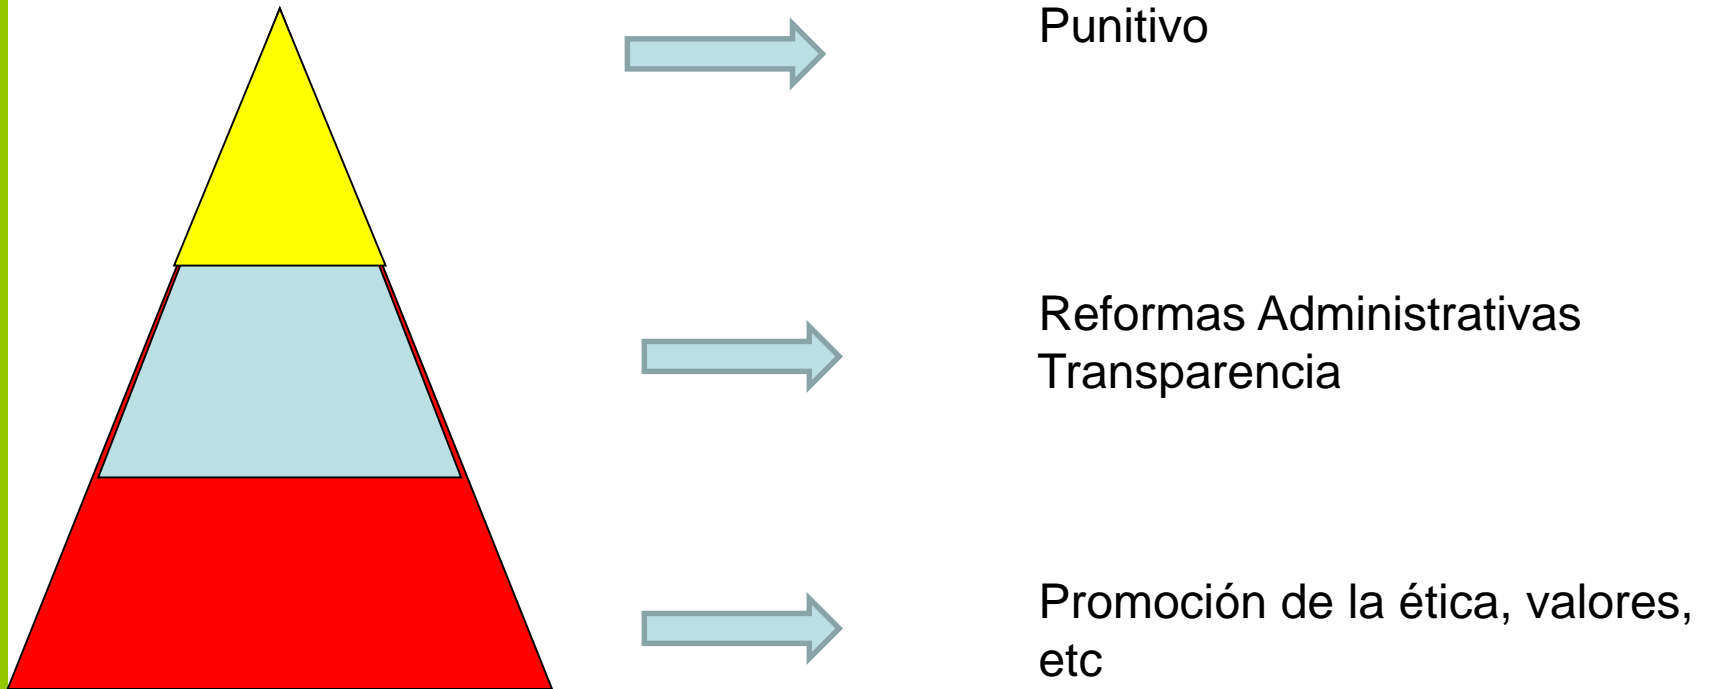 Punitivo
Reformas Administrativas
Transparencia
Promoción de la ética, valores,
etc